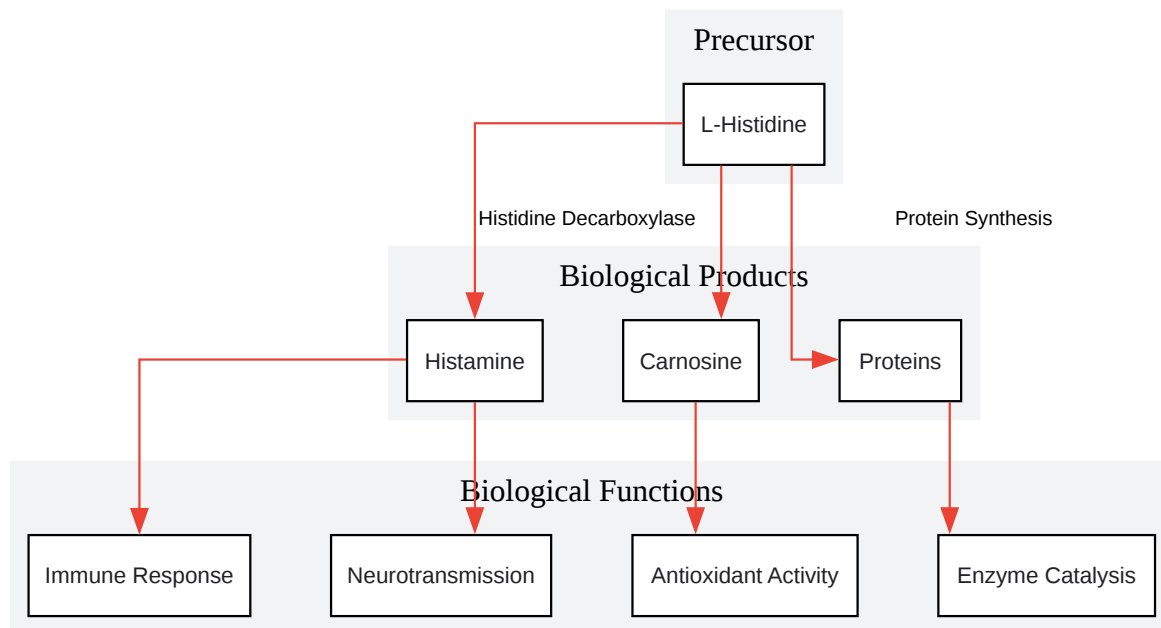 Precursor
L-Histidine
Histidine Decarboxylase
Protein Synthesis
Biological Products
Histamine
Carnosine
Proteins
Biological Functions
Immune Response
Neurotransmission
Antioxidant Activity
Enzyme Catalysis